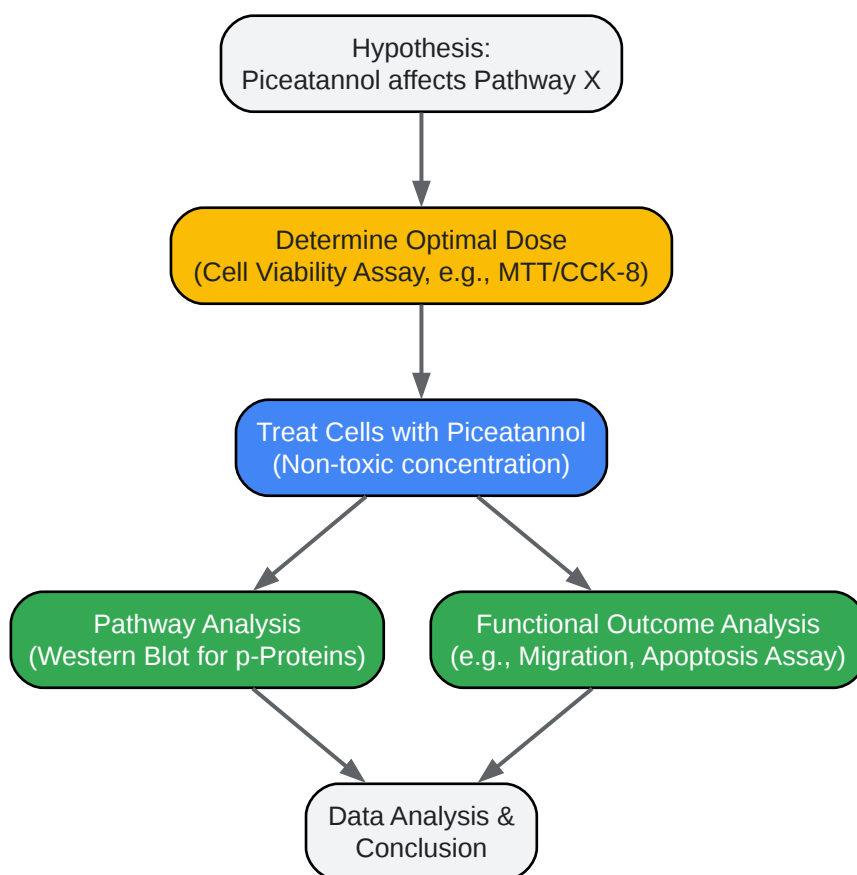 Hypothesis:
Piceatannol affects Pathway X
Determine Optimal Dose
(Cell Viability Assay, e.g., MTT/CCK-8)
Treat Cells with Piceatannol
(Non-toxic concentration)
Pathway Analysis
(Western Blot for p-Proteins)
Functional Outcome Analysis
(e.g., Migration, Apoptosis Assay)
Data Analysis &
Conclusion